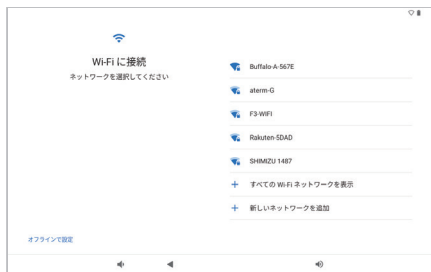 Wi-Fi に接続
ネットワークを選択してください
Buffalo-A-567E
aterm-G
F3-WIFI
Rakuten-5DAD
SHIMIZU 1487
すべての Wi-Fi ネットワークを表示
新しいネットワークを追加
オフラインで設定